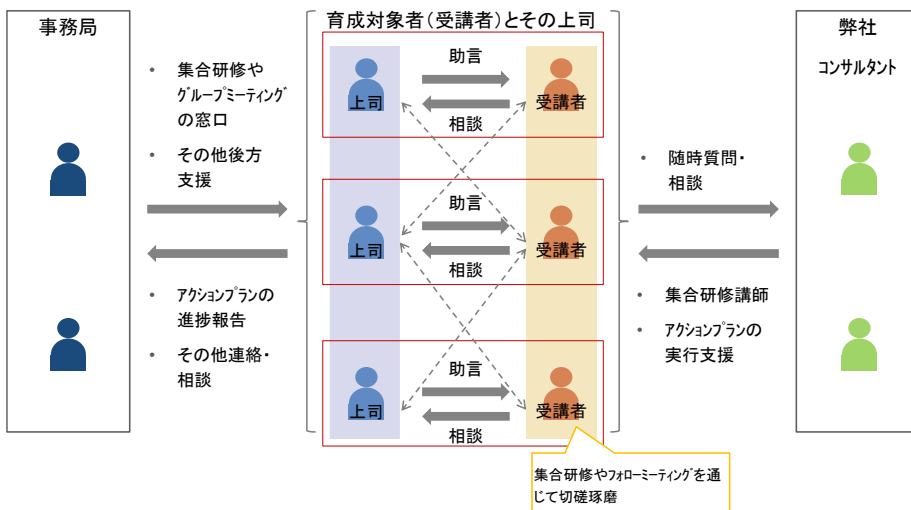 事務局
• 集合研修や
ｸﾞﾙｰﾌﾟﾐｰﾃｨﾝｸﾞ
の窓口
• その他後方
支援
• ｱｸｼｮﾝﾌﾟﾗﾝの
進捗報告
• その他連絡・
相談
育成対象者（受講者）とその上司
上司
助言
相談
受講者
上司
助言
相談
受講者
上司
助言
相談
受講者
集合研修やﾌｫﾛｰﾐｰﾃｨﾝｸﾞを通
じて切磋琢磨
• 随時質問・
相談
• 集合研修講師
• ｱｸｼｮﾝﾌﾟﾗﾝの
実行支援
弊社
ｺﾝｻﾙﾀﾝﾄ